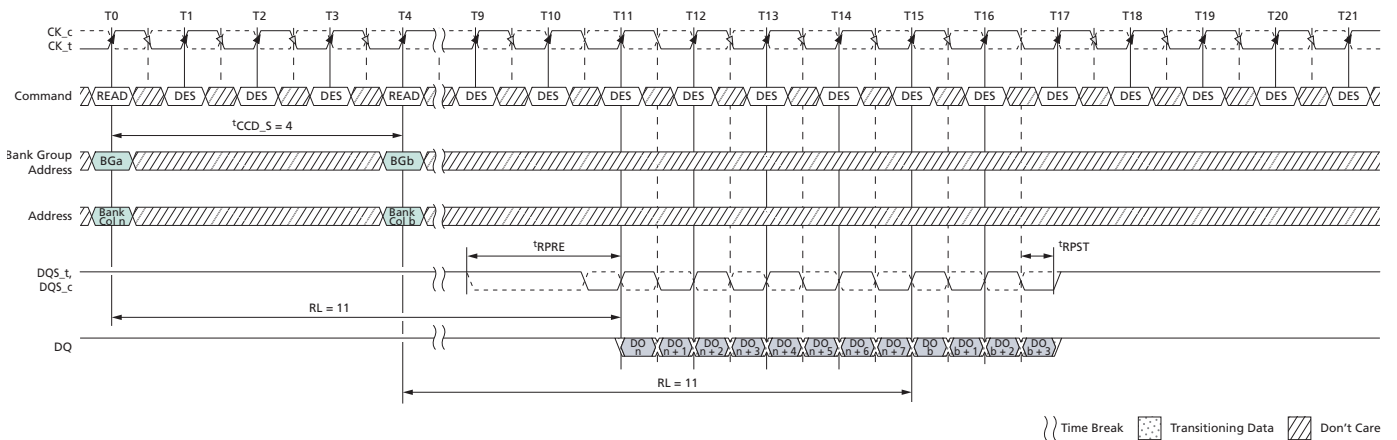 T0 T1 T2 T3 T4 T9 T10 T11 T12 T13 T14 T15 T16 T17 T18 T19 T20 T21
CK_c
CK_t
Command READ DES DES DES READ DES DES DES DES DES DES DES DES DES DES DES DES DES
tCCD_S = 4
Bank Group
Address
BGa BGb
Address
Bank
Col n
Bank
Col b
tRPRE tRPST
DQS_t,
DQS_c
RL = 11
DQ
DO
n
DO
n + 1
DO
n + 2
DO
n + 3
DO
n + 4
DO
n + 5
DO
n + 6
DO
n + 7
DO
b
DO
b + 1
DO
b + 2
DO
b + 3
RL = 11
Time Break Transitioning Data Don't Care